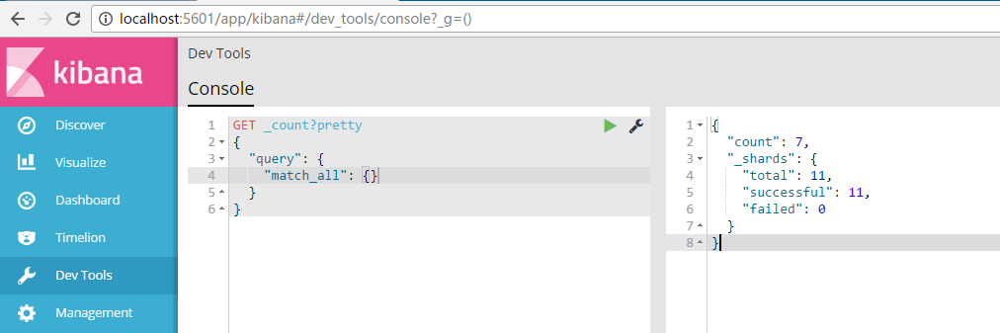 localhost:5601/app/kibana#/dev_tools/console?_g=()
kibana
Discover
Visualize
Dashboard
Timelion
Dev Tools
Management
Dev Tools
Console
1 GET _count?pretty
2 {
3 "query": {
4 "match_all": {}
5 }
6 }
1 {
2 "count": 7,
3 "_shards": {
4 "total": 11,
5 "successful": 11,
6 "failed": 0
7 }
8 }